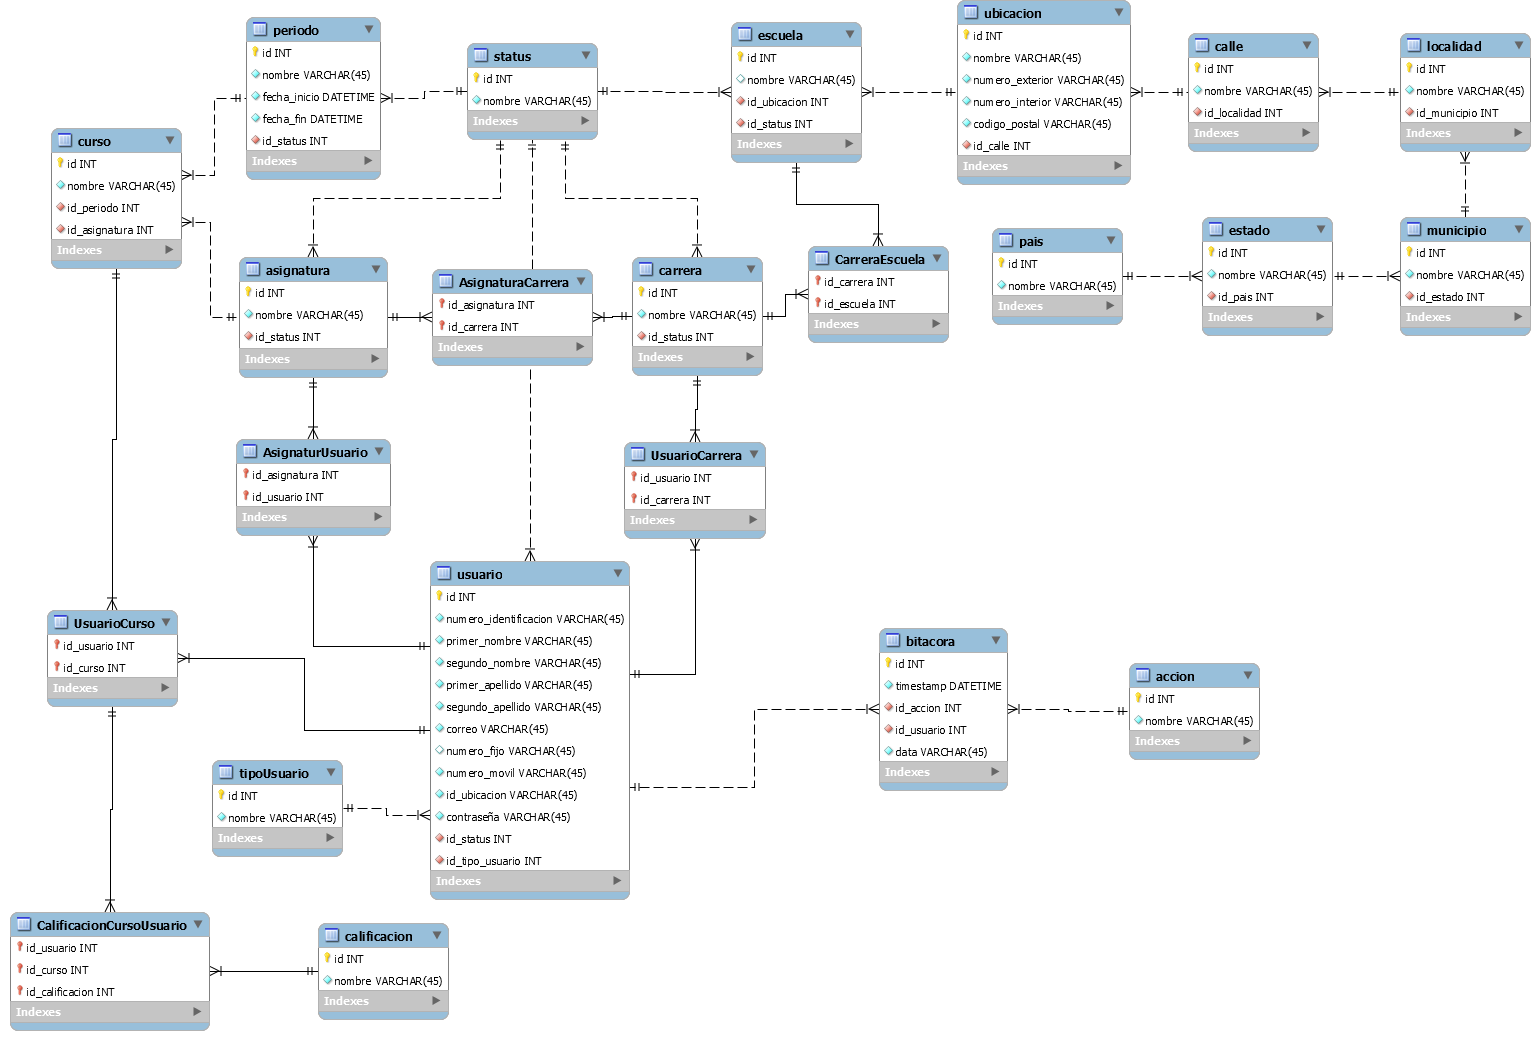 periodo
id INT
nombre VARCHAR(45)
fecha_inicio DATETIME
fecha_fin DATETIME
id_status INT
Indexes
status
id INT
nombre VARCHAR(45)
Indexes
escuela
id INT
nombre VARCHAR(45)
id_ubicacion INT
id_status INT
Indexes
ubicacion
id INT
nombre VARCHAR(45)
numero_exterior VARCHAR(45)
numero_interior VARCHAR(45)
codigo_postal VARCHAR(45)
id_calle INT
Indexes
calle
id INT
nombre VARCHAR(45)
id_localidad INT
Indexes
localidad
id INT
nombre VARCHAR(45)
id_municipio INT
Indexes
curso
id INT
nombre VARCHAR(45)
id_periodo INT
id_asignatura INT
Indexes
asignatura
id INT
nombre VARCHAR(45)
id_status INT
Indexes
AsignaturaCarrera
id_asignatura INT
id_carrera INT
Indexes
carrera
id INT
nombre VARCHAR(45)
id_status INT
Indexes
CarreraEscuela
id_carrera INT
id_escuela INT
Indexes
pais
id INT
nombre VARCHAR(45)
Indexes
estado
id INT
nombre VARCHAR(45)
id_pais INT
Indexes
municipio
id INT
nombre VARCHAR(45)
id_estado INT
Indexes
AsignaturUsuario
id_asignatura INT
id_usuario INT
Indexes
UsuarioCarrera
id_usuario INT
id_carrera INT
Indexes
UsuarioCurso
id_usuario INT
id_curso INT
Indexes
usuario
id INT
numero_identificacion VARCHAR(45)
primer_nombre VARCHAR(45)
segundo_nombre VARCHAR(45)
primer_apellido VARCHAR(45)
segundo_apellido VARCHAR(45)
correo VARCHAR(45)
numero_fijo VARCHAR(45)
numero_movil VARCHAR(45)
id_ubicacion VARCHAR(45)
contraseña VARCHAR(45)
id_status INT
id_tipo_usuario INT
Indexes
bitacora
id INT
timestamp DATETIME
id_accion INT
id_usuario INT
data VARCHAR(45)
Indexes
accion
id INT
nombre VARCHAR(45)
Indexes
tipoUsuario
id INT
nombre VARCHAR(45)
Indexes
CalificacionCursoUsuario
id_usuario INT
id_curso INT
id_calificacion INT
Indexes
calificacion
id INT
nombre VARCHAR(45)
Indexes